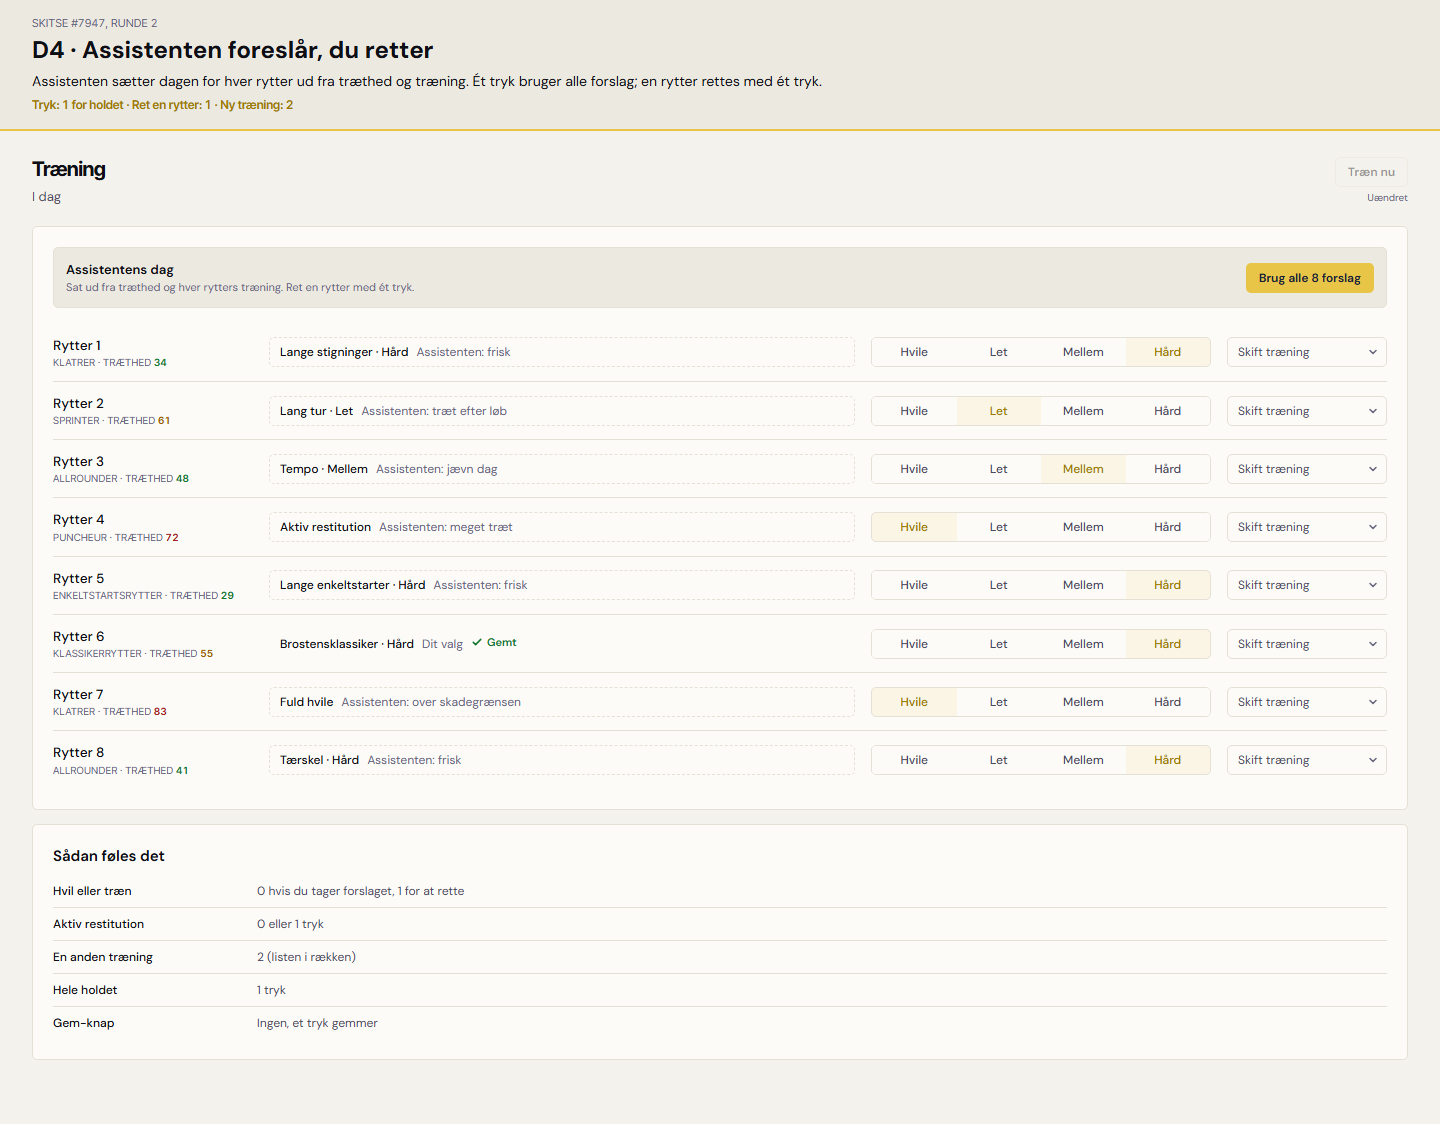 SKITSE #7947, RUNDE 2
D4 · Assistenten foreslår, du retter
Assistenten sætter dagen for hver rytter ud fra træthed og træning. Ét tryk bruger alle forslag; en rytter rettes med ét tryk.
Tryk: 1 for holdet · Ret en rytter: 1 · Ny træning: 2
Træning
Træn nu
I dag
Uændret
Assistentens dag
Sat ud fra træthed og hver rytters træning. Ret en rytter med ét tryk.
Brug alle 8 forslag
Rytter 1
KLATRER · TRÆTHED 34
Lange stigninger · Hård Assistenten: frisk
Hvile Let Mellem Hård
Skift træning
Rytter 2
SPRINTER · TRÆTHED 61
Lang tur · Let Assistenten: træt efter løb
Hvile Let Mellem Hård
Skift træning
Rytter 3
ALLROUNDER · TRÆTHED 48
Tempo · Mellem Assistenten: jævn dag
Hvile Let Mellem Hård
Skift træning
Rytter 4
PUNCHEUR · TRÆTHED 72
Aktiv restitution Assistenten: meget træt
Hvile Let Mellem Hård
Skift træning
Rytter 5
ENKELTSTARTSRYTTER · TRÆTHED 29
Lange enkeltstarter · Hård Assistenten: frisk
Hvile Let Mellem Hård
Skift træning
Rytter 6
KLASSIKERRYTTER · TRÆTHED 55
Brostensklassiker · Hård Dit valg ✓ Gemt
Hvile Let Mellem Hård
Skift træning
Rytter 7
KLATRER · TRÆTHED 83
Fuld hvile Assistenten: over skadegrænsen
Hvile Let Mellem Hård
Skift træning
Rytter 8
ALLROUNDER · TRÆTHED 41
Tærskel · Hård Assistenten: frisk
Hvile Let Mellem Hård
Skift træning
Sådan føles det
Hvil eller træn 0 hvis du tager forslaget, 1 for at rette
Aktiv restitution 0 eller 1 tryk
En anden træning 2 (listen i rækken)
Hele holdet 1 tryk
Gem-knap Ingen, et tryk gemmer